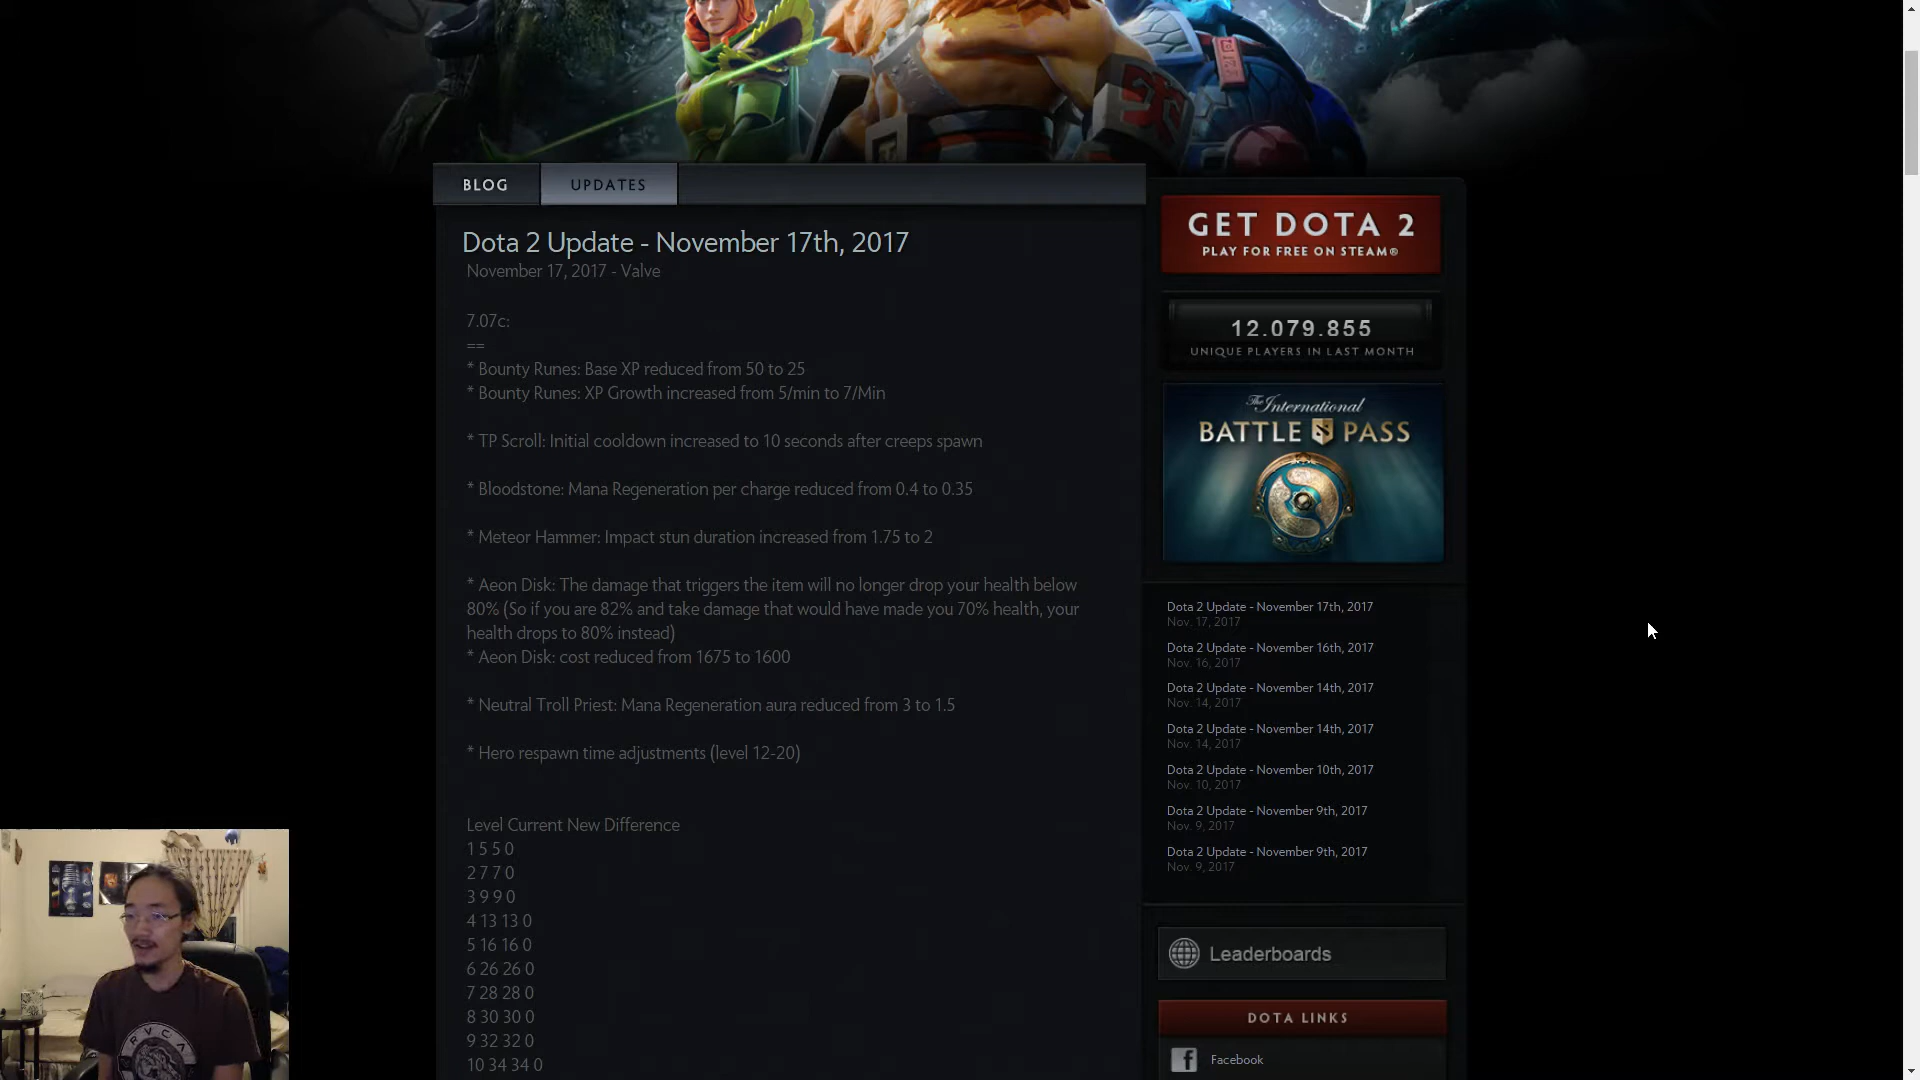 BLOG
UPDATES
Dota 2 Update - November 17th, 2017
November 17, 2017 - Valve
7.07c:
==
* Bounty Runes: Base XP reduced from 50 to 25
* Bounty Runes: XP Growth increased from 5/min to 7/Min
* TP Scroll: Initial cooldown increased to 10 seconds after creeps spawn
* Bloodstone: Mana Regeneration per charge reduced from 0.4 to 0.35
* Meteor Hammer: Impact stun duration increased from 1.75 to 2
* Aeon Disk: The damage that triggers the item will no longer drop your health below
80% (So if you are 82% and take damage that would have made you 70% health, your
health drops to 80% instead)
* Aeon Disk: cost reduced from 1675 to 1600
* Neutral Troll Priest: Mana Regeneration aura reduced from 3 to 1.5
* Hero respawn time adjustments (level 12-20)
Level Current New Difference
1 5 5 0
2 7 7 0
3 9 9 0
4 13 13 0
5 16 16 0
6 26 26 0
7 28 28 0
8 30 30 0
9 32 32 0
10 34 34 0
GET DOTA 2
PLAY FOR FREE ON STEAM®
12.079.855
UNIQUE PLAYERS IN LAST MONTH
The International
BATTLE PASS
Dota 2 Update - November 17th, 2017
Nov. 17, 2017
Dota 2 Update - November 16th, 2017
Nov. 16, 2017
Dota 2 Update - November 14th, 2017
Nov. 14, 2017
Dota 2 Update - November 14th, 2017
Nov. 14, 2017
Dota 2 Update - November 10th, 2017
Nov. 10, 2017
Dota 2 Update - November 9th, 2017
Nov. 9, 2017
Dota 2 Update - November 9th, 2017
Nov. 9, 2017
Leaderboards
DOTA LINKS
Facebook
RVCA